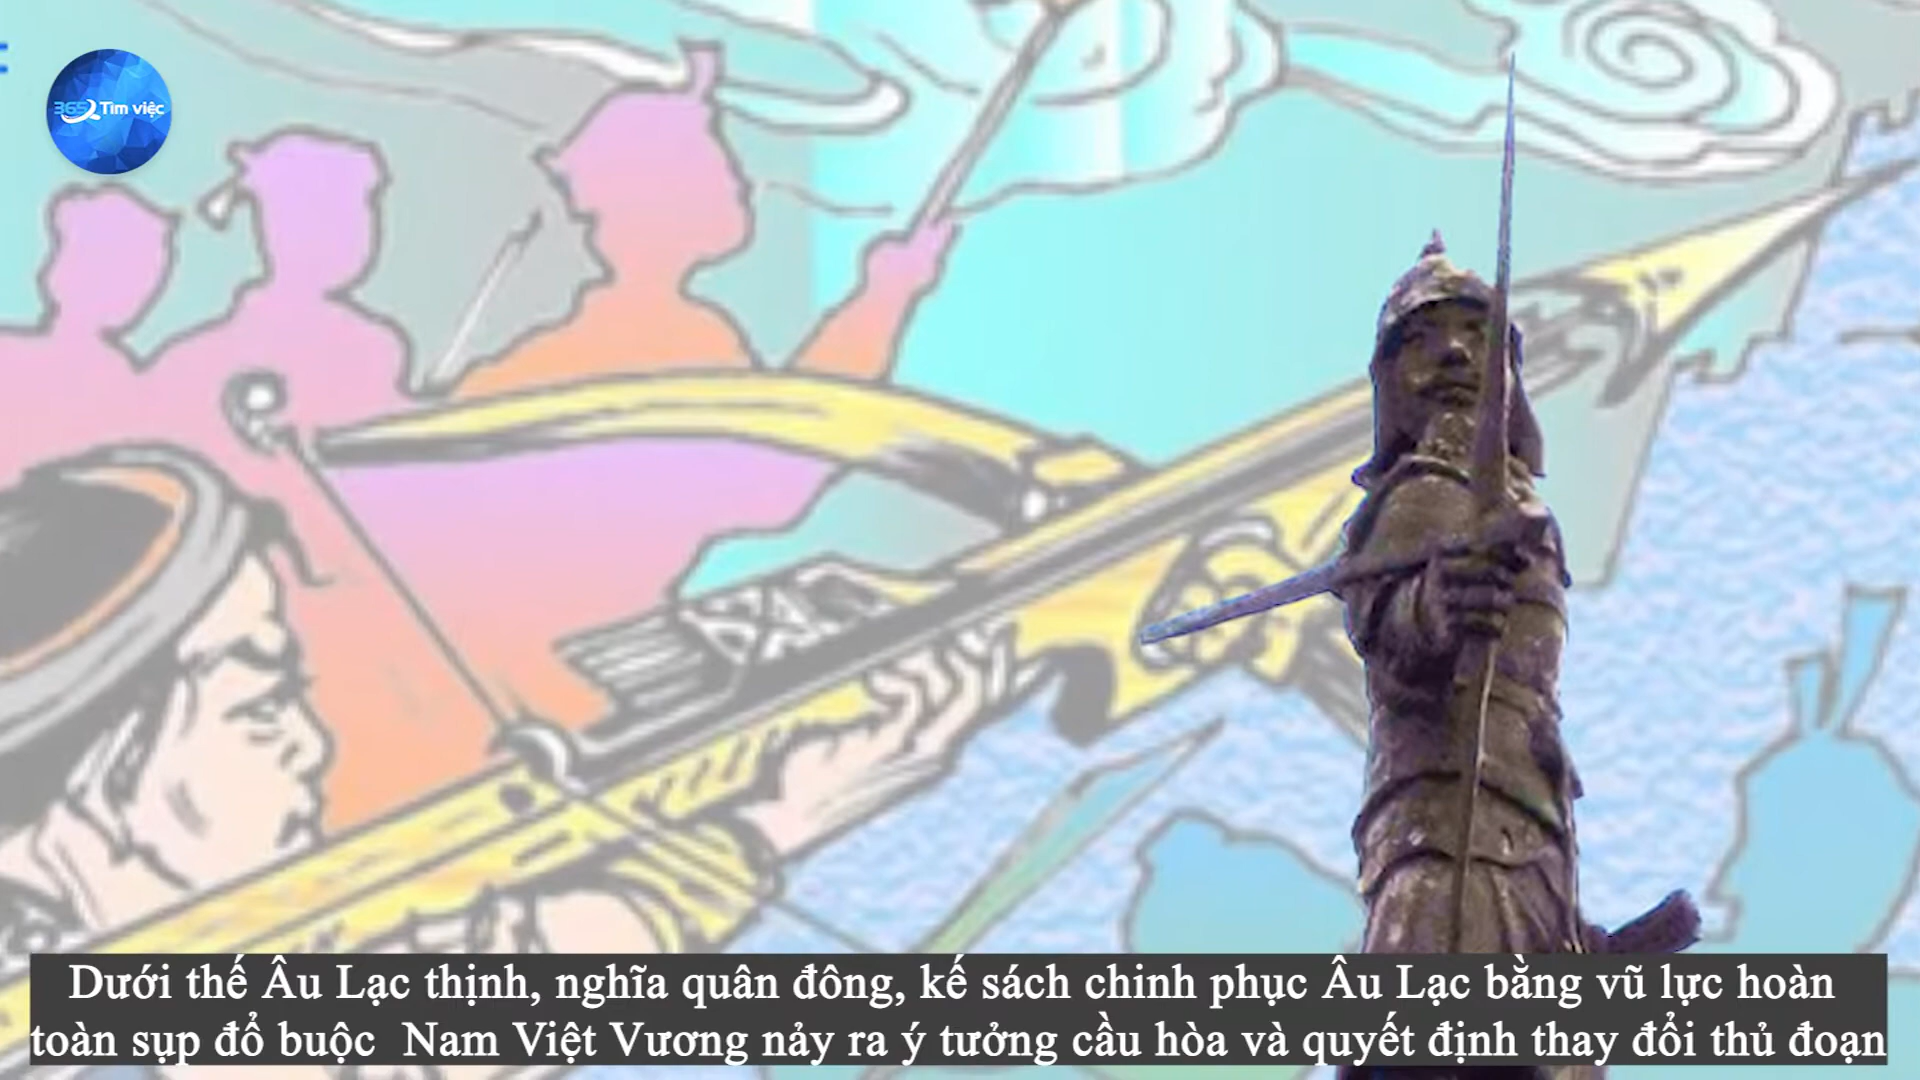 365 Tìm việc
Dưới thế Âu Lạc thịnh, nghĩa quân đông, kế sách chinh phục Âu Lạc bằng vũ lực hoàn
toàn sụp đổ buộc  Nam Việt Vương nảy ra ý tưởng cầu hòa và quyết định thay đổi thủ đoạn